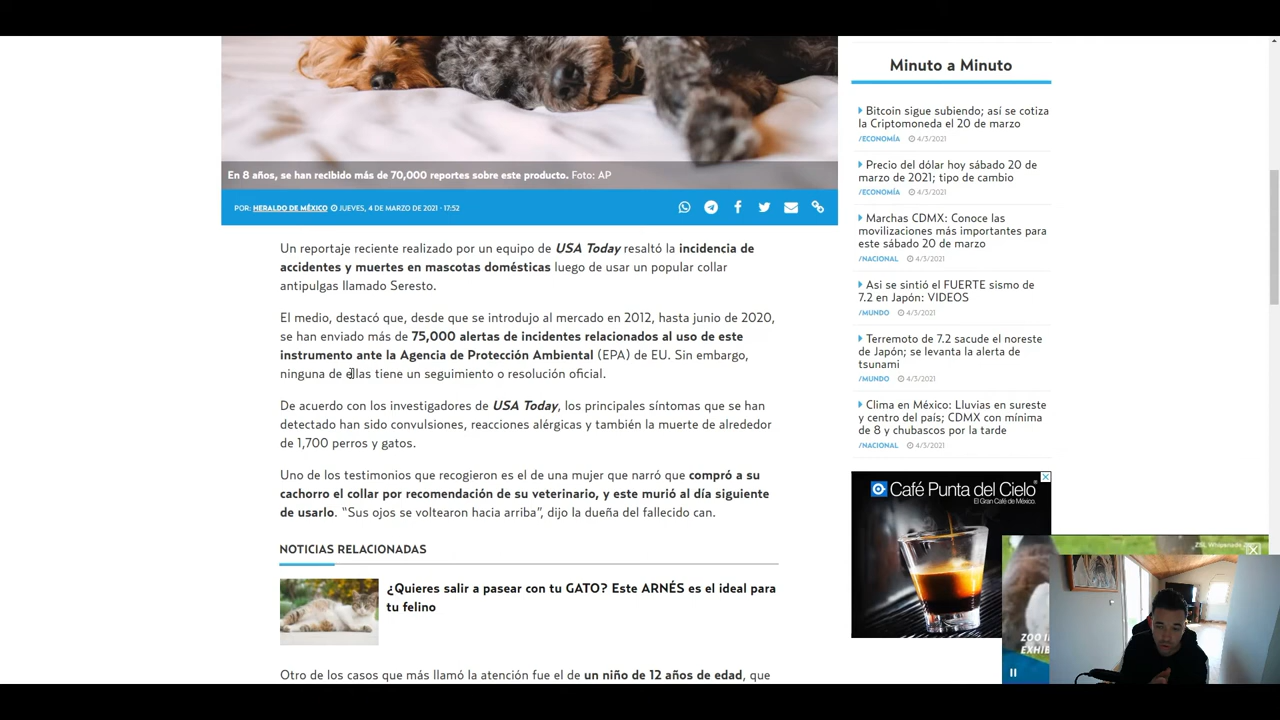 En 8 años, se han recibido más de 70,000 reportes sobre este producto. Foto: AP
POR: HERALDO DE MÉXICO JUEVES, 4 DE MARZO DE 2021 - 17:52
Un reportaje reciente realizado por un equipo de USA Today resaltó la incidencia de
accidentes y muertes en mascotas domésticas luego de usar un popular collar
antipulgas llamado Seresto.
El medio, destacó que, desde que se introdujo al mercado en 2012, hasta junio de 2020,
se han enviado más de 75,000 alertas de incidentes relacionados al uso de este
instrumento ante la Agencia de Protección Ambiental (EPA) de EU. Sin embargo,
ninguna de ellas tiene un seguimiento o resolución oficial.
De acuerdo con los investigadores de USA Today, los principales síntomas que se han
detectado han sido convulsiones, reacciones alérgicas y también la muerte de alrededor
de 1,700 perros y gatos.
Uno de los testimonios que recogieron es el de una mujer que narró que compró a su
cachorro el collar por recomendación de su veterinario, y este murió al día siguiente
de usarlo. “Sus ojos se voltearon hacia arriba”, dijo la dueña del fallecido can.
NOTICIAS RELACIONADAS
¿Quieres salir a pasear con tu GATO? Este ARNÉS es el ideal para
tu felino
Otro de los casos que más llamó la atención fue el de un niño de 12 años de edad, que
Minuto a Minuto
Bitcoin sigue subiendo; así se cotiza
la Criptomoneda el 20 de marzo
/ECONOMÍA 4/3/2021
Precio del dólar hoy sábado 20 de
marzo de 2021; tipo de cambio
/ECONOMÍA 4/3/2021
Marchas CDMX: Conoce las
movilizaciones más importantes para
este sábado 20 de marzo
/NACIONAL 4/3/2021
Asi se sintió el FUERTE sismo de
7.2 en Japón: VIDEOS
/MUNDO 4/3/2021
Terremoto de 7.2 sacude el noreste
de Japón; se levanta la alerta de
tsunami
/MUNDO 4/3/2021
Clima en México: Lluvias en sureste
y centro del país; CDMX con mínima
de 8 y chubascos por la tarde
/NACIONAL 4/3/2021
Café Punta del Cielo
El Gran Café de México.
ZOO
EXHIB